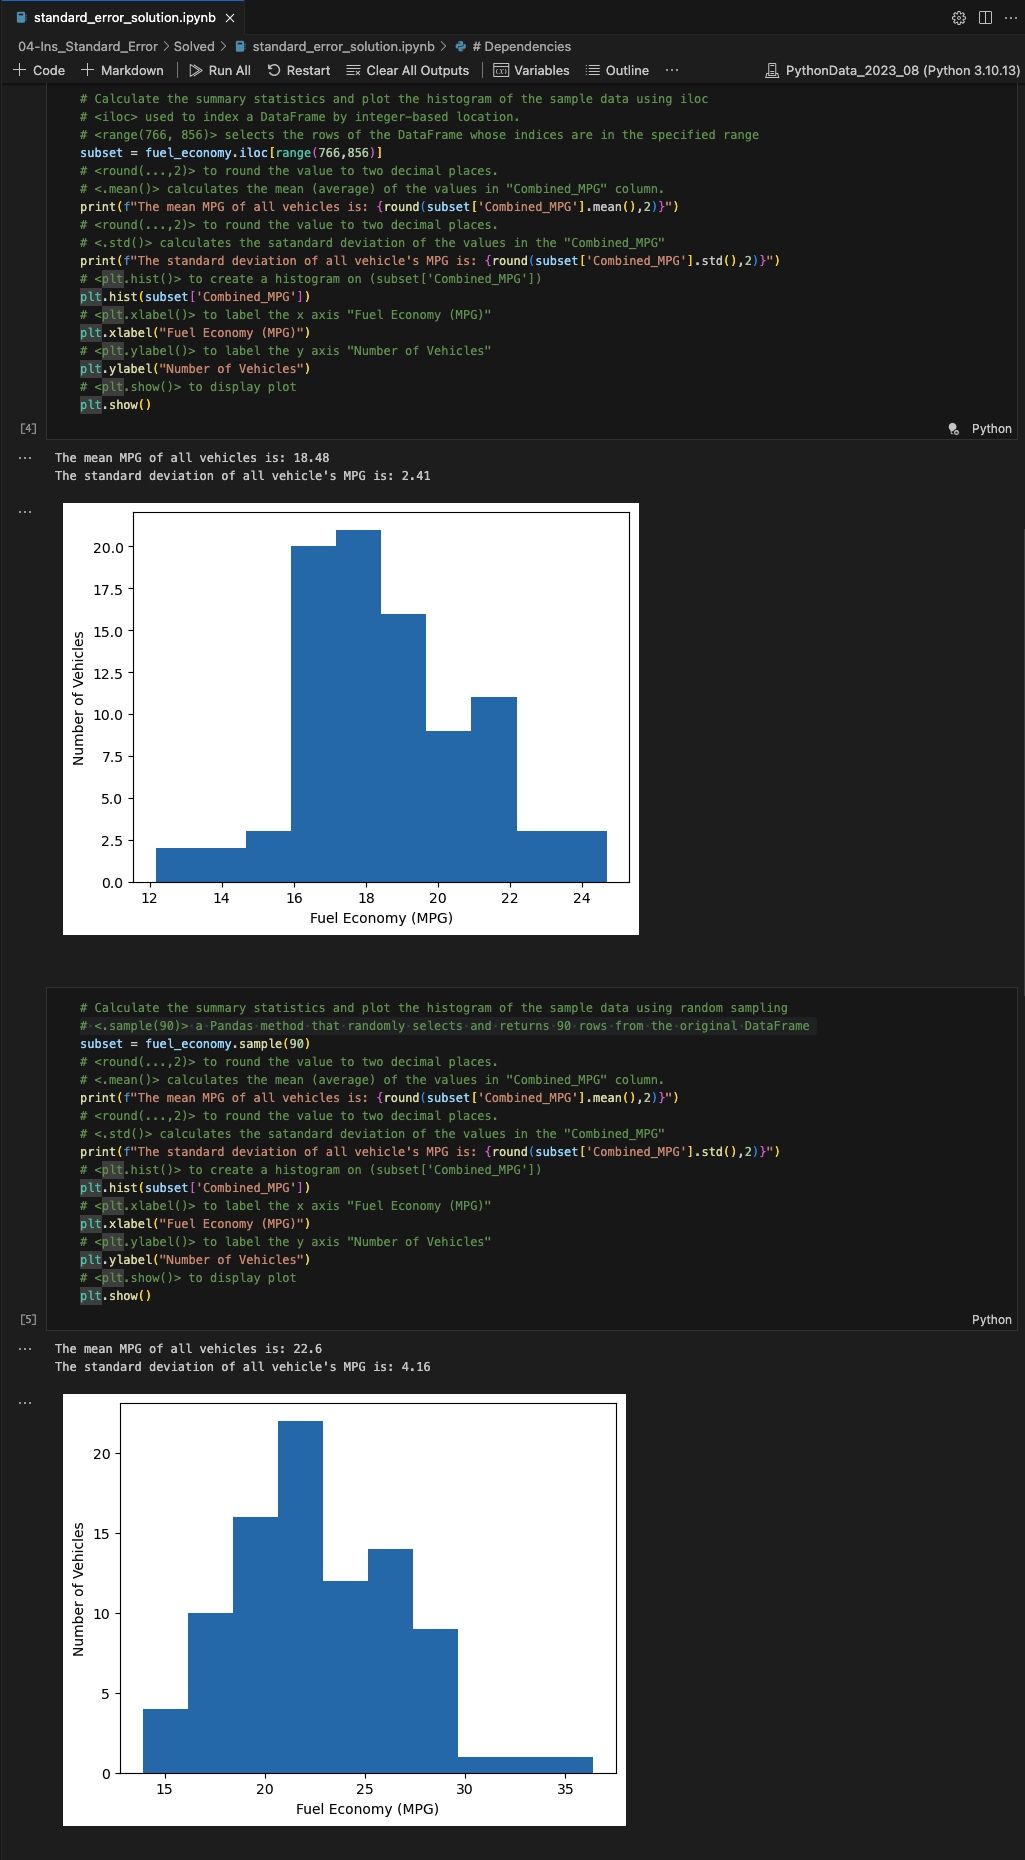 standard_error_solution.ipynb
04-Ins_Standard_Error > Solved > standard_error_solution.ipynb > # Dependencies
+ Code + Markdown | Run All Restart Clear All Outputs | Variables Outline ... PythonData_2023_08 (Python 3.10.13)
# Calculate the summary statistics and plot the histogram of the sample data using iloc
# <iloc> used to index a DataFrame by integer-based location.
# <range(766, 856)> selects the rows of the DataFrame whose indices are in the specified range
subset = fuel_economy.iloc[range(766,856)]
# <round(...,2)> to round the value to two decimal places.
# <.mean()> calculates the mean (average) of the values in "Combined_MPG" column.
print(f"The mean MPG of all vehicles is: {round(subset['Combined_MPG'].mean(),2)}")
# <round(...,2)> to round the value to two decimal places.
# <.std()> calculates the satandard deviation of the values in the "Combined_MPG"
print(f"The standard deviation of all vehicle's MPG is: {round(subset['Combined_MPG'].std(),2)}")
# <plt.hist()> to create a histogram on (subset['Combined_MPG'])
plt.hist(subset['Combined_MPG'])
# <plt.xlabel()> to label the x axis "Fuel Economy (MPG)"
plt.xlabel("Fuel Economy (MPG)")
# <plt.ylabel()> to label the y axis "Number of Vehicles"
plt.ylabel("Number of Vehicles")
# <plt.show()> to display plot
plt.show()
[4] Python
... The mean MPG of all vehicles is: 18.48
The standard deviation of all vehicle's MPG is: 2.41
...
Number of Vehicles
20.0
17.5
15.0
12.5
10.0
7.5
5.0
2.5
0.0
12 14 16 18 20 22 24
Fuel Economy (MPG)
# Calculate the summary statistics and plot the histogram of the sample data using random sampling
# <.sample(90)> a Pandas method that randomly selects and returns 90 rows from the original DataFrame
subset = fuel_economy.sample(90)
# <round(...,2)> to round the value to two decimal places.
# <.mean()> calculates the mean (average) of the values in "Combined_MPG" column.
print(f"The mean MPG of all vehicles is: {round(subset['Combined_MPG'].mean(),2)}")
# <round(...,2)> to round the value to two decimal places.
# <.std()> calculates the satandard deviation of the values in the "Combined_MPG"
print(f"The standard deviation of all vehicle's MPG is: {round(subset['Combined_MPG'].std(),2)}")
# <plt.hist()> to create a histogram on (subset['Combined_MPG'])
plt.hist(subset['Combined_MPG'])
# <plt.xlabel()> to label the x axis "Fuel Economy (MPG)"
plt.xlabel("Fuel Economy (MPG)")
# <plt.ylabel()> to label the y axis "Number of Vehicles"
plt.ylabel("Number of Vehicles")
# <plt.show()> to display plot
plt.show()
[5] Python
... The mean MPG of all vehicles is: 22.6
The standard deviation of all vehicle's MPG is: 4.16
...
Number of Vehicles
20
15
10
5
0
15 20 25 30 35
Fuel Economy (MPG)